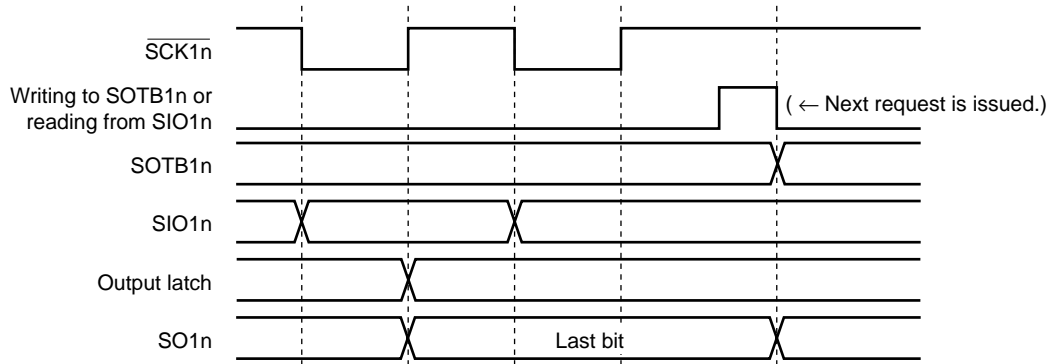 SCK1n
Writing to SOTB1n or
reading from SIO1n
( ← Next request is issued.)
SOTB1n
SIO1n
Output latch
SO1n
Last bit